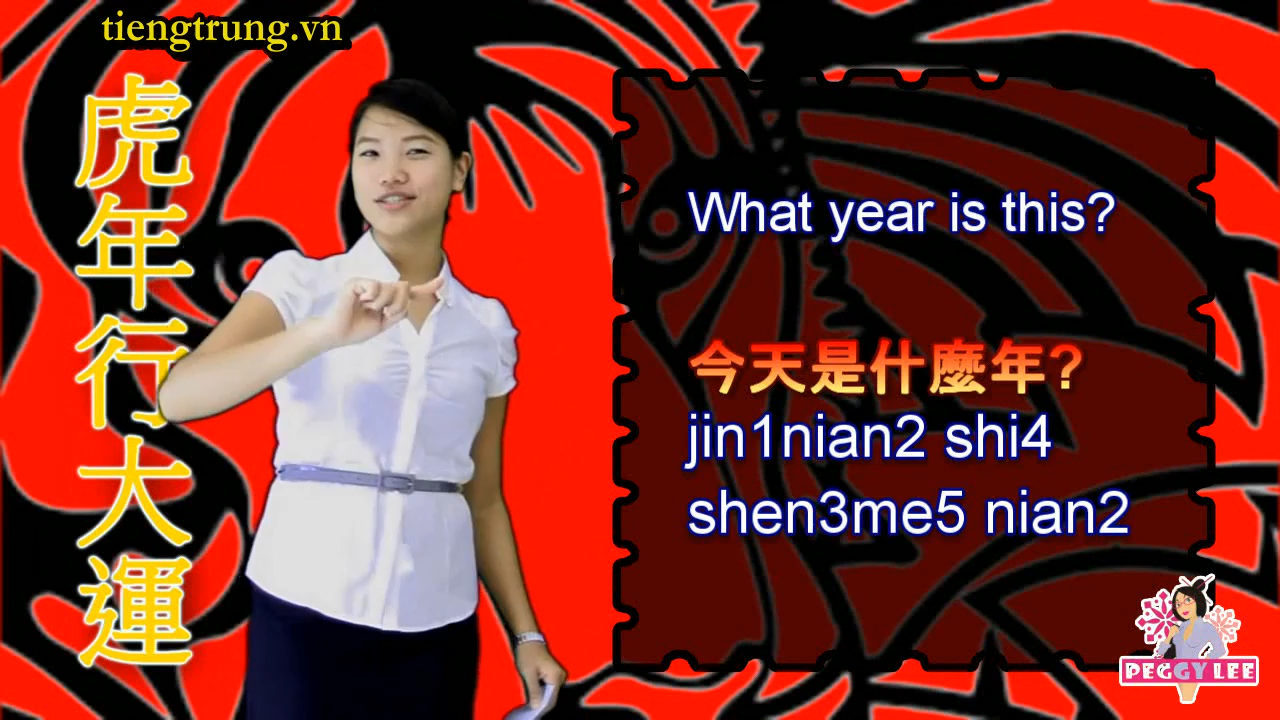 tiengtrung.vn
虎年行大運
What year is this?
今天是什麼年?
jin1nian2 shi4
shen3me5 nian2
PEGGY LEE